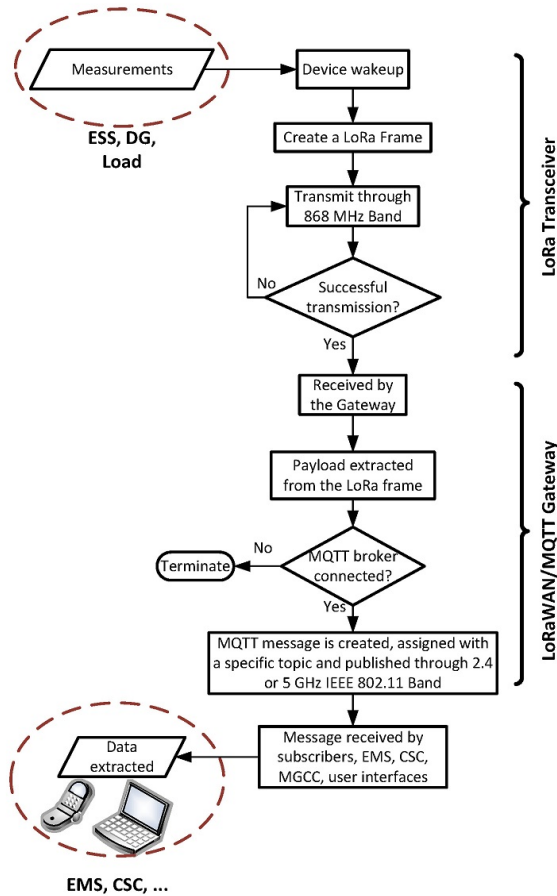 Measurements
ESS, DG,
Load
Device wakeup
Create a LoRa Frame
Transmit through
868 MHz Band
No
Successful
transmission?
Yes
LoRa Transceiver
Received by
the Gateway
Payload extracted
from the LoRa frame
No
Terminate
MQTT broker
connected?
Yes
MQTT message is created, assigned with
a specific topic and published through 2.4
or 5 GHz IEEE 802.11 Band
LoRaWAN/MQTT Gateway
Message received by
subscribers, EMS, CSC,
MGCC, user interfaces
Data
extracted
EMS, CSC, ...